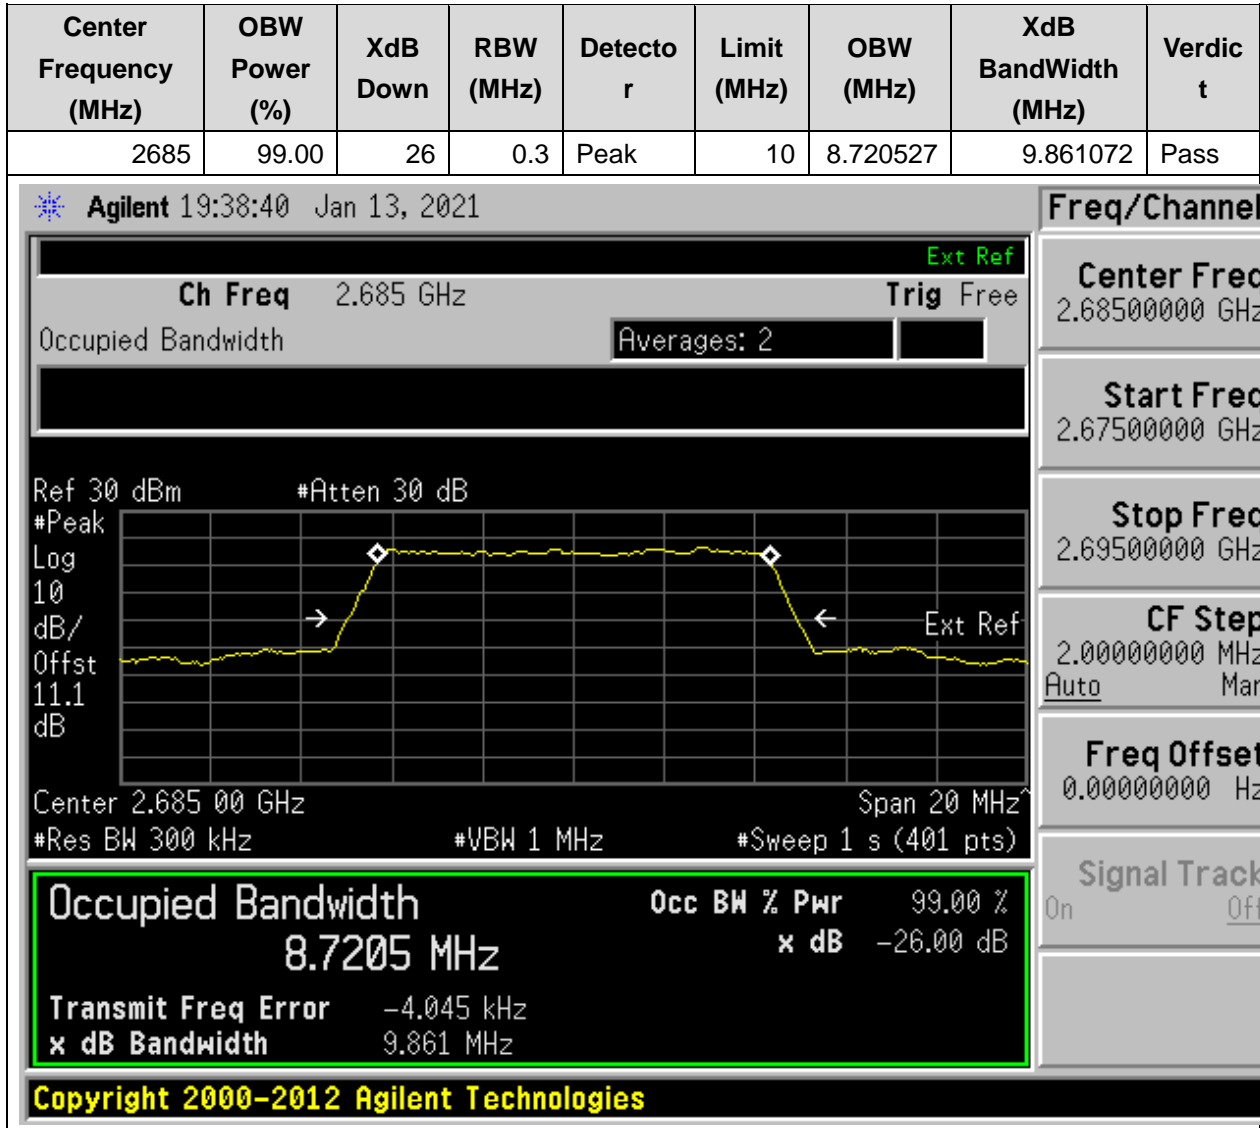 Center Frequency (MHz) OBW Power (%) XdB Down RBW (MHz) Detecto r Limit (MHz) OBW (MHz) XdB BandWidth (MHz) Verdic t
2685 99.00 26 0.3 Peak 10 8.720527 9.861072 Pass
Agilent 19:38:40 Jan 13, 2021
Freq/Channel
Ext Ref
Ch Freq 2.685 GHz Trig Free
Occupied Bandwidth Averages: 2
Center Freq
2.68500000 GHz
Start Freq
2.67500000 GHz
Stop Freq
2.69500000 GHz
CF Step
2.00000000 MHz
Auto Man
Freq Offset
0.00000000 Hz
Signal Track
On Off
Ref 30 dBm #Atten 30 dB
#Peak
Log
10
dB/
Offst
11.1
dB
Ext Ref
Center 2.685 00 GHz Span 20 MHz^
#Res BW 300 kHz #VBW 1 MHz #Sweep 1 s (401 pts)
Occupied Bandwidth
8.7205 MHz
Occ BW % Pwr 99.00 %
x dB -26.00 dB
Transmit Freq Error -4.045 kHz
x dB Bandwidth 9.861 MHz
Copyright 2000-2012 Agilent Technologies